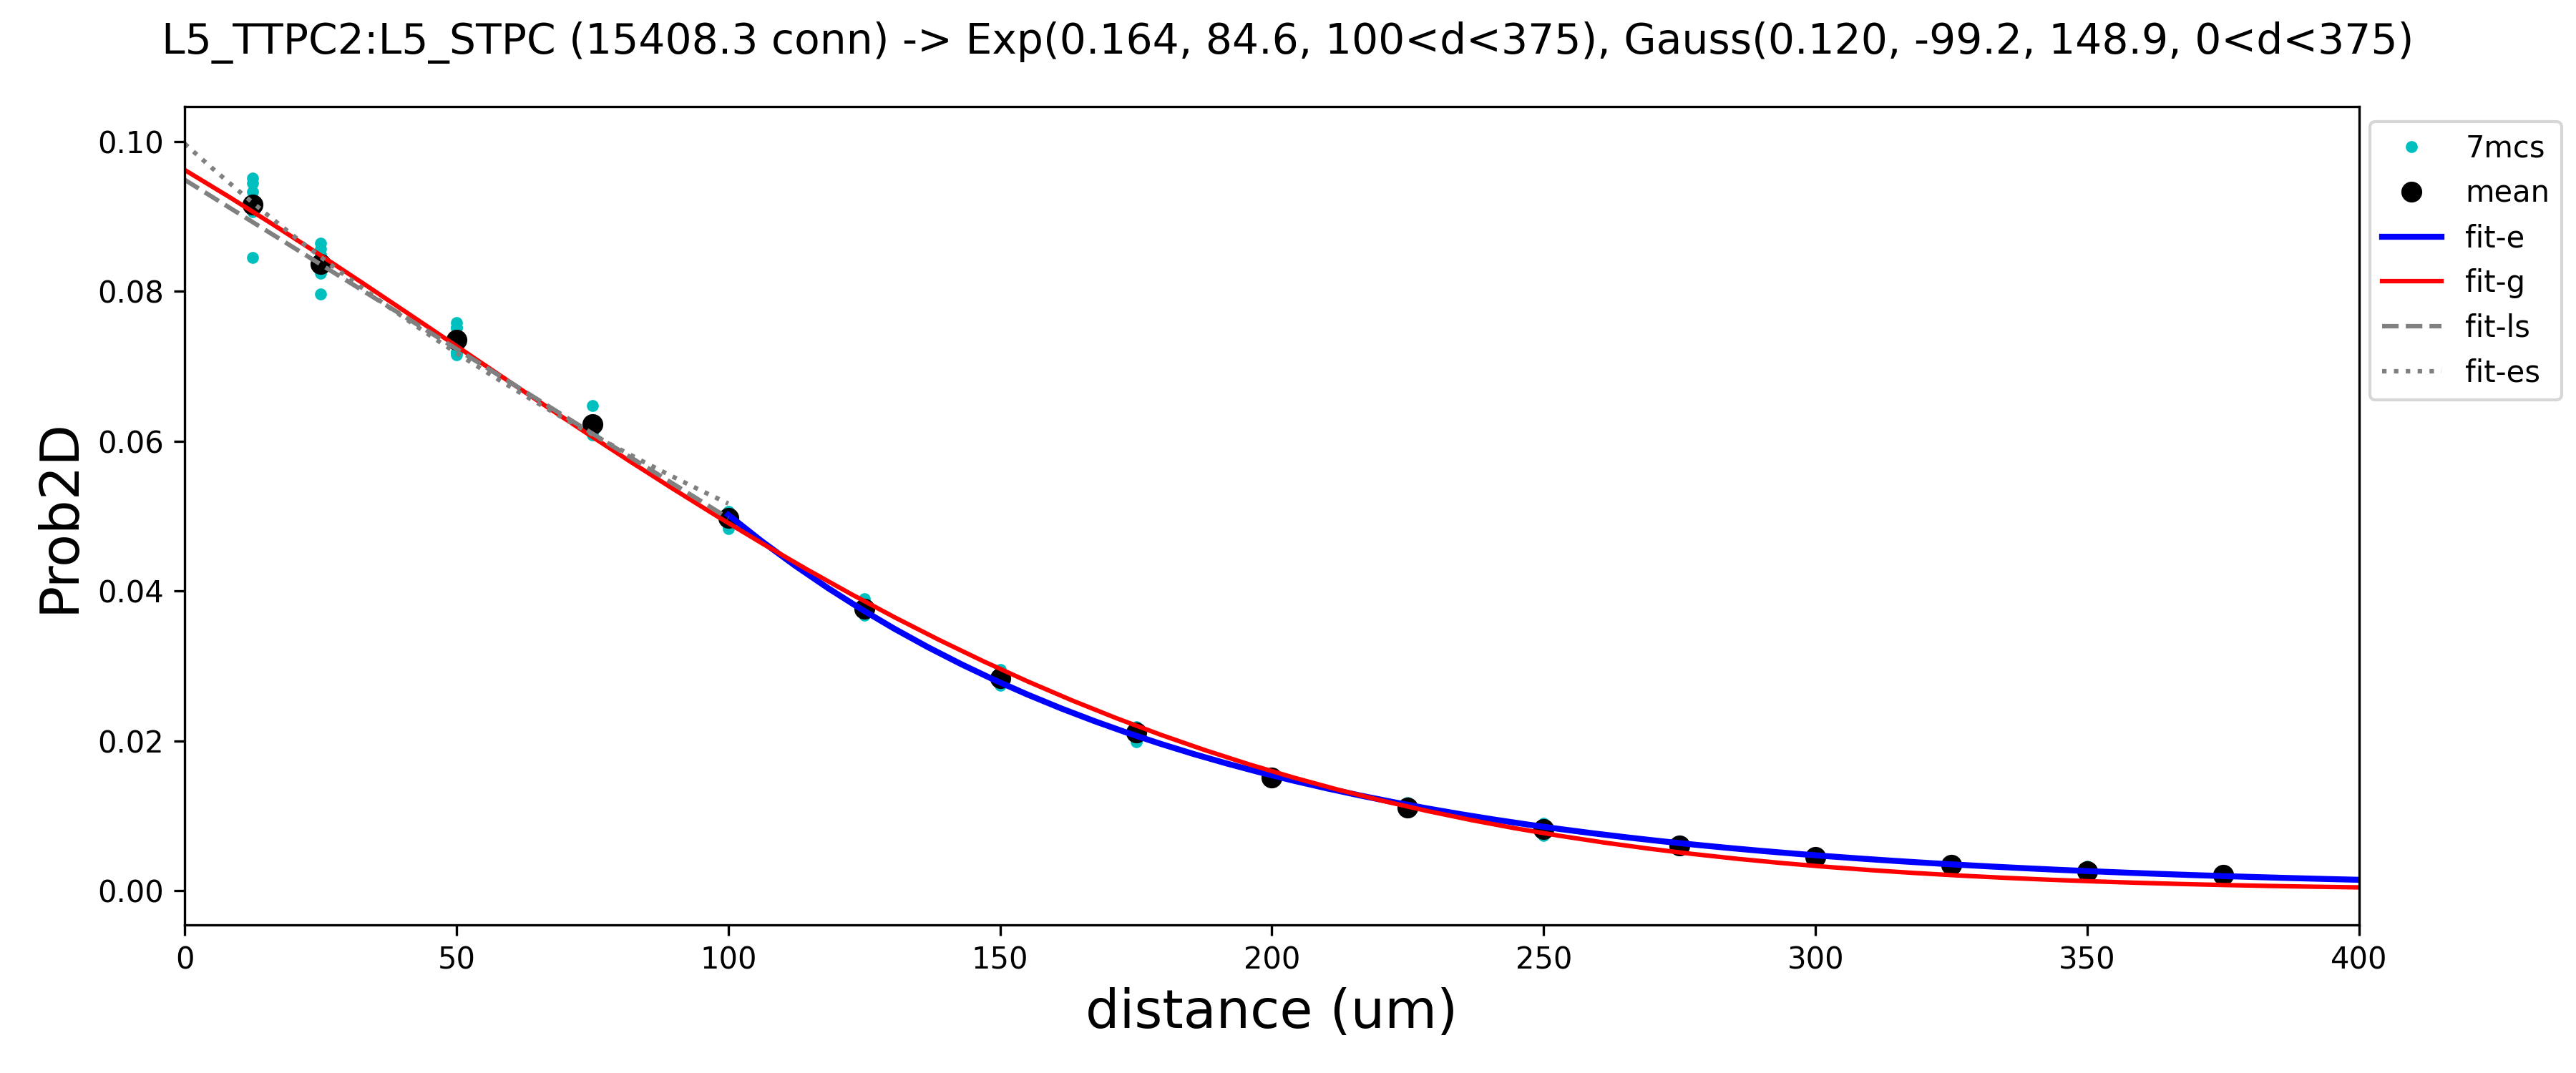 L5_TTPC2:L5_STPC (15408.3 conn) -> Exp(0.164, 84.6, 100<d<375), Gauss(0.120, -99.2, 148.9, 0<d<375)
0.10
0.08
0.06
0.04
0.02
0.00
Prob2D
0 50 100 150 200 250 300 350 400
distance (um)
7mcs
mean
fit-e
fit-g
fit-ls
fit-es